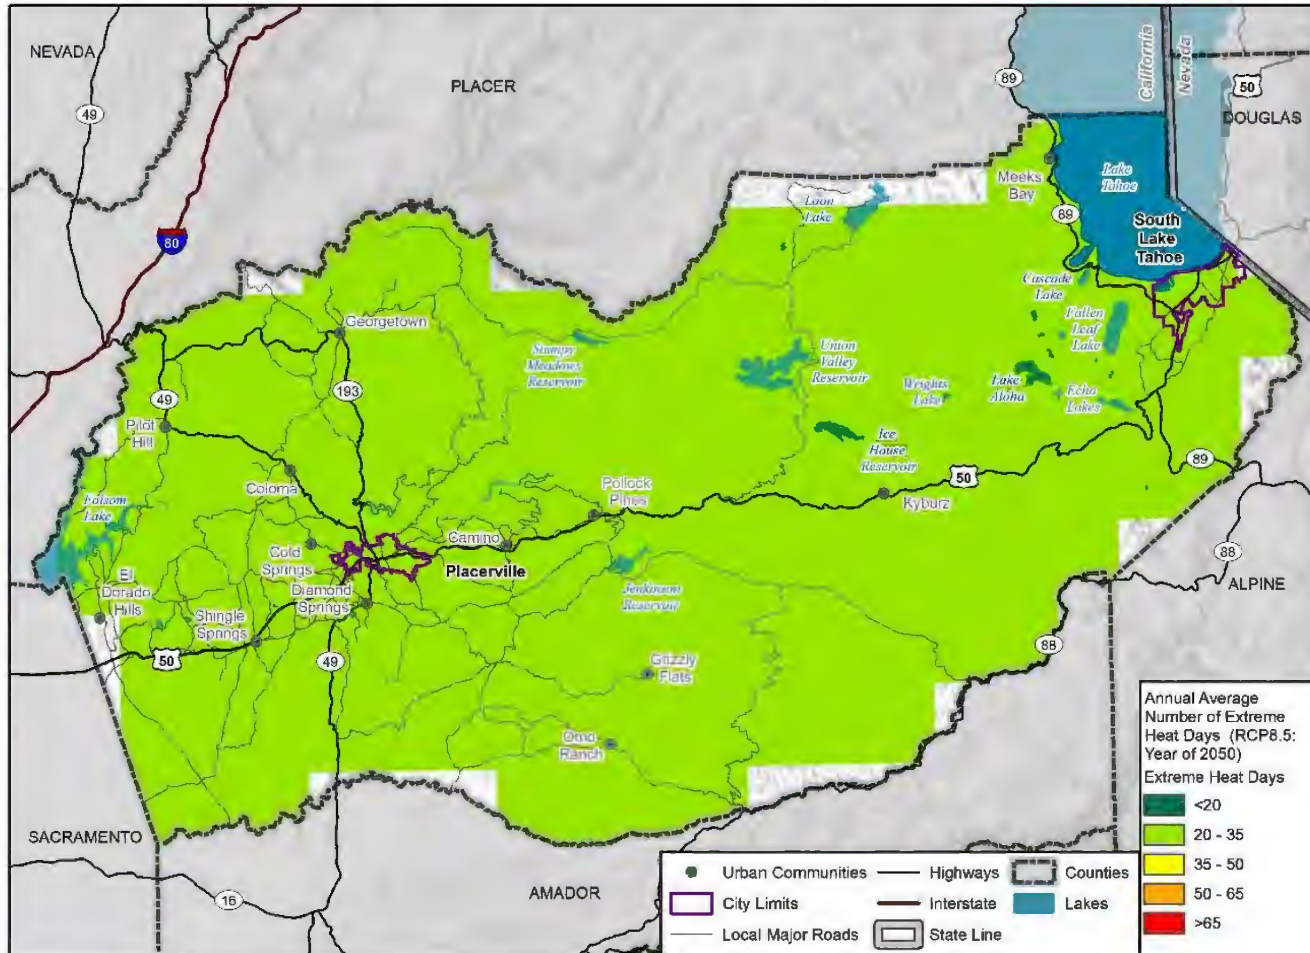 NEVADA
PLACER
89
California
Nevada
50
DOUGLAS
49
80
Meeks
Bay
Lake
Tahoe
Loon
Lake
89
South
Lake
Tahoe
Cascade
Lake
Fallen
Leaf
Lake
Georgetown
Stumpy
Meadows
Reservoir
Union
Valley
Reservoir
193
Wrights
Lake
Lake
Aloha
Echo
Lakes
49
Pilot
Hill
Ice
House
Reservoir
89
Coloma
50
Pollock
Pines
Kyburz
Folsom
Lake
Camino
Cold
Springs
Placerville
88
ALPINE
El
Dorado
Hills
Diamond
Springs
Jenkinson
Reservoir
Shingle
Springs
50
49
88
Grizzly
Flats
Omo
Ranch
SACRAMENTO
AMADOR
16
Annual Average
Number of Extreme
Heat Days (RCP8.5:
Year of 2050)
Extreme Heat Days
<20
20 - 35
35 - 50
50 - 65
>65
Urban Communities
Highways
Counties
City Limits
Interstate
Lakes
Local Major Roads
State Line